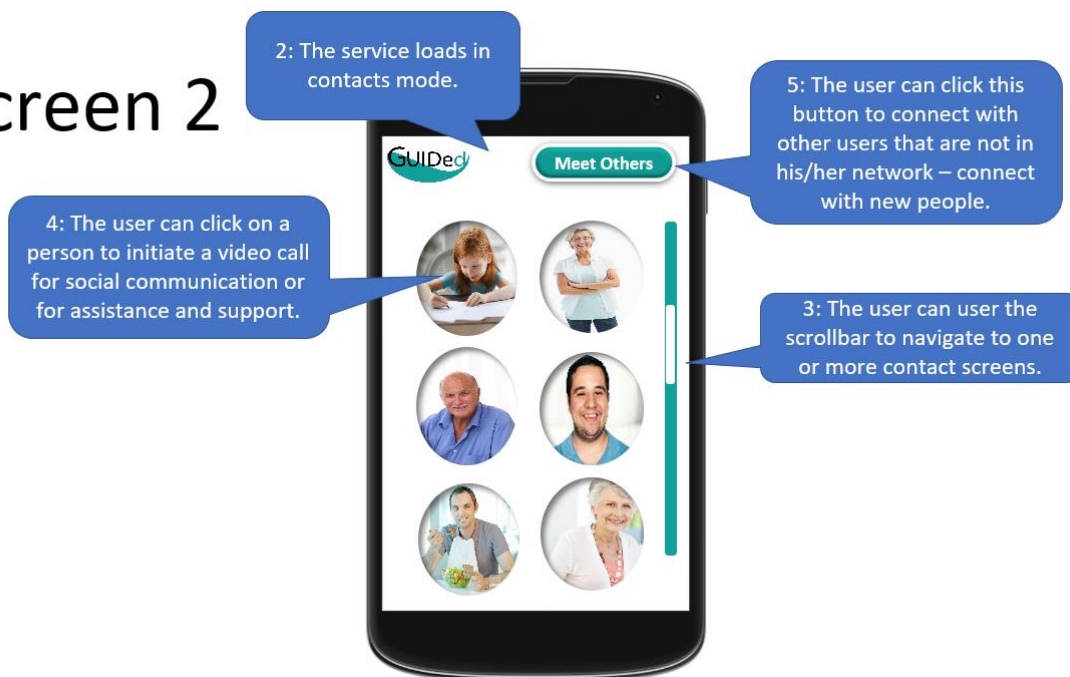 creen 2
2: The service loads in
contacts mode.
GUIDed
Meet Others
5: The user can click this
button to connect with
other users that are not in
his/her network – connect
with new people.
4: The user can click on a
person to initiate a video call
for social communication or
for assistance and support.
3: The user can user the
scrollbar to navigate to one
or more contact screens.